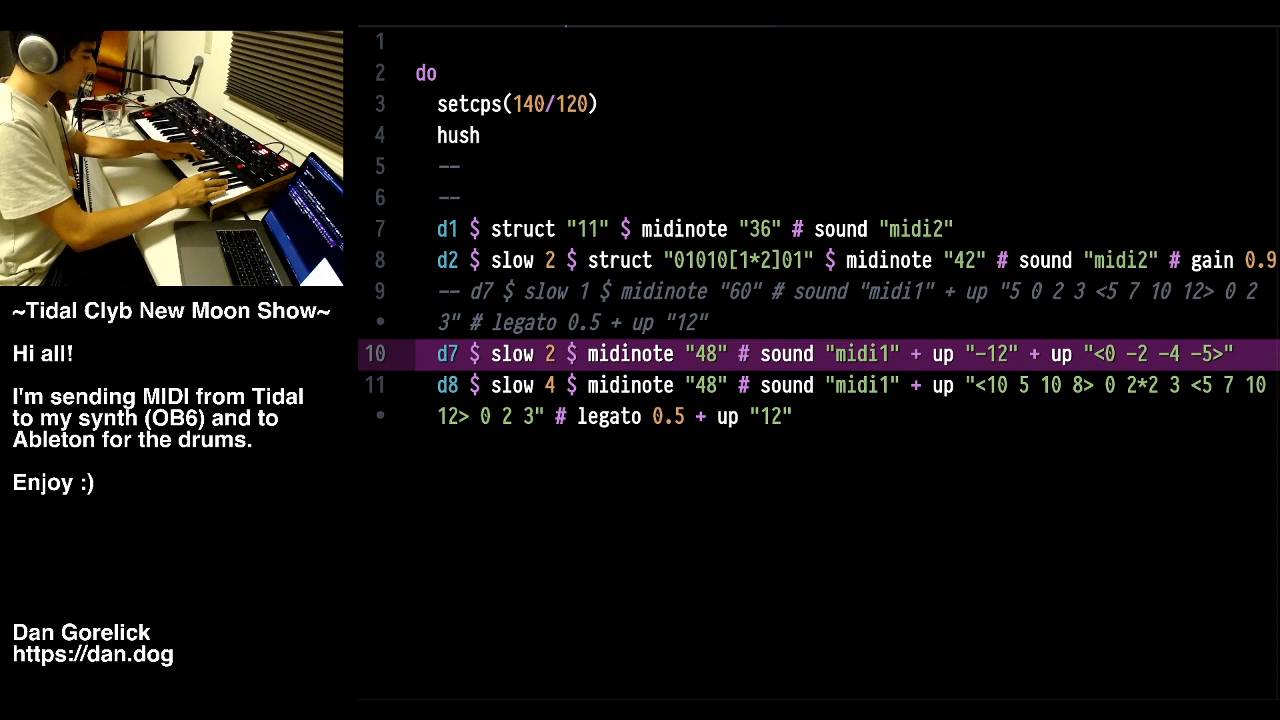 ~Tidal Clyb New Moon Show~
Hi all!
I'm sending MIDI from Tidal
to my synth (OB6) and to
Ableton for the drums.
Enjoy :)
Dan Gorelick
https://dan.dog
1
2 do
3 setcps(140/120)
4 hush
5 --
6 --
7 d1 $ struct "11" $ midinote "36" # sound "midi2"
8 d2 $ slow 2 $ struct "01010[1*2]01" $ midinote "42" # sound "midi2" # gain 0.9
9 -- d7 $ slow 1 $ midinote "60" # sound "midi1" + up "5 0 2 3 <5 7 10 12> 0 2
• 3" # legato 0.5 + up "12"
10 d7 $ slow 2 $ midinote "48" # sound "midi1" + up "-12" + up "<0 -2 -4 -5>"
11 d8 $ slow 4 $ midinote "48" # sound "midi1" + up "<10 5 10 8> 0 2*2 3 <5 7 10
• 12> 0 2 3" # legato 0.5 + up "12"